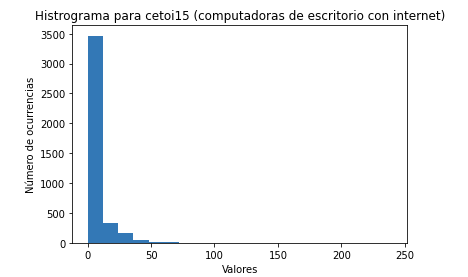 Histrograma para cetoi15 (computadoras de escritorio con internet)
3500
3000
2500
2000
1500
1000
500
0
Número de ocurrencias
0 50 100 150 200 250
Valores